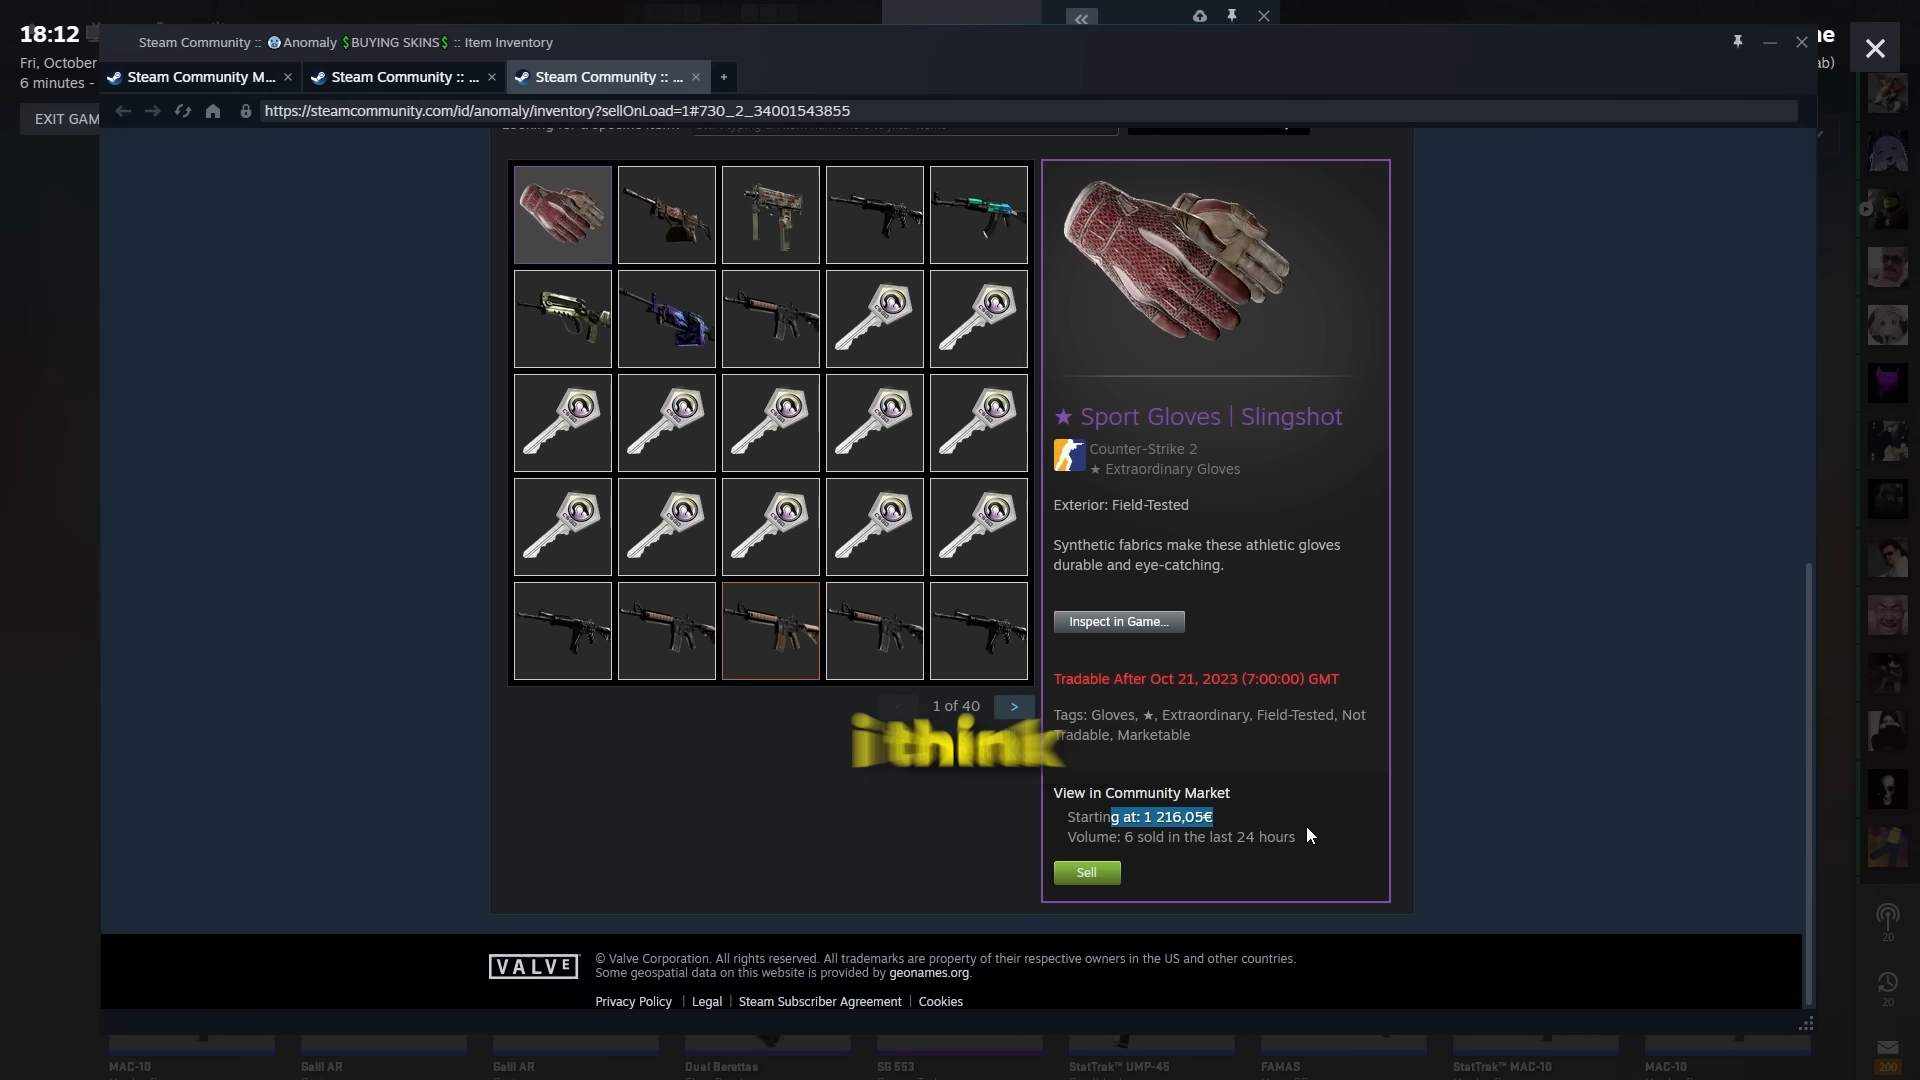 18:12
Fri, October
6 minutes -
EXIT GAM
Steam Community :: Anomaly $BUYING SKINS$ :: Item Inventory
Steam Community M...
Steam Community :: ...
Steam Community :: ...
https://steamcommunity.com/id/anomaly/inventory?sellOnLoad=1#730_2_34001543855
★ Sport Gloves | Slingshot
Counter-Strike 2
★ Extraordinary Gloves
Exterior: Field-Tested
Synthetic fabrics make these athletic gloves
durable and eye-catching.
Inspect in Game...
Tradable After Oct 21, 2023 (7:00:00) GMT
Tags: Gloves, ★, Extraordinary, Field-Tested, Not
Tradable, Marketable
1 of 40
i think
View in Community Market
Starting at: 1 216,05€
Volume: 6 sold in the last 24 hours
Sell
VALVE
© Valve Corporation. All rights reserved. All trademarks are property of their respective owners in the US and other countries.
Some geospatial data on this website is provided by geonames.org.
Privacy Policy | Legal | Steam Subscriber Agreement | Cookies
MAC-10
Galil AR
Galil AR
Dual Berettas
SG 553
StatTrak™ UMP-45
FAMAS
StatTrak™ MAC-10
MAC-10
20
20
200